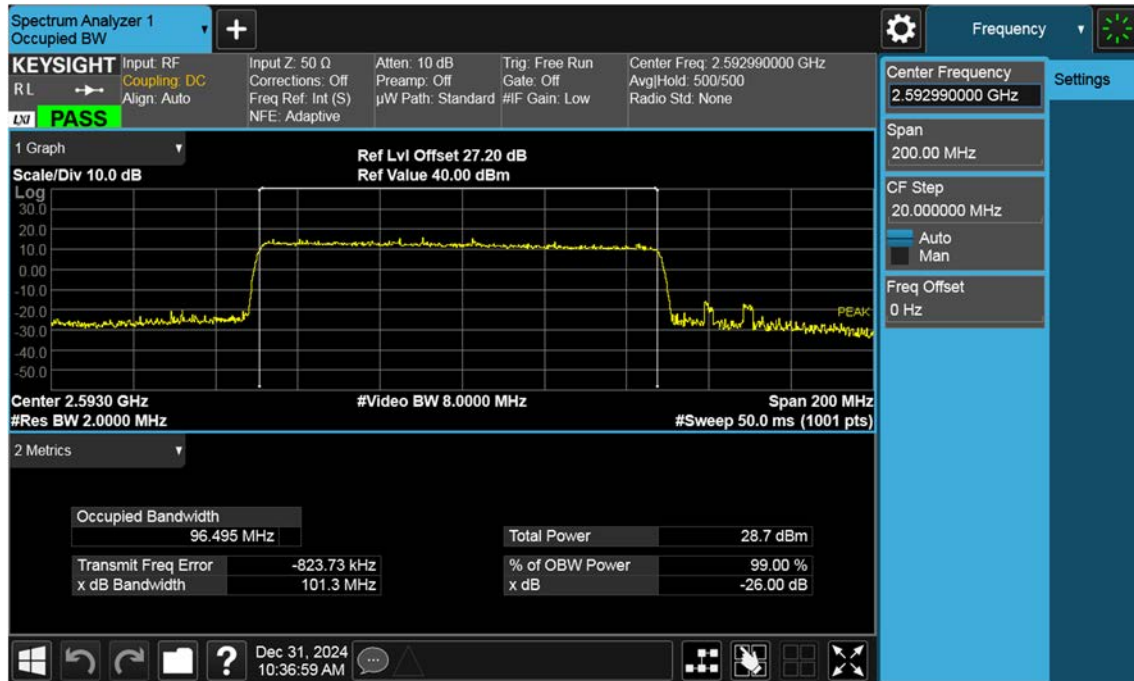 Spectrum Analyzer 1
Occupied BW
+
Frequency
KEYSIGHT
RL
LXI PASS
Input: RF
Coupling: DC
Align: Auto
Input Z: 50 Ω
Corrections: Off
Freq Ref: Int (S)
NFE: Adaptive
Atten: 10 dB
Preamp: Off
µW Path: Standard
Trig: Free Run
Gate: Off
#IF Gain: Low
Center Freq: 2.592990000 GHz
Avg|Hold: 500/500
Radio Std: None
Center Frequency
2.592990000 GHz
Settings
Span
200.00 MHz
CF Step
20.000000 MHz
Auto
Man
Freq Offset
0 Hz
1 Graph
Scale/Div 10.0 dB
Ref Lvl Offset 27.20 dB
Ref Value 40.00 dBm
Log
30.0
20.0
10.0
0.00
-10.0
-20.0
-30.0
-40.0
-50.0
PEAK
Center 2.5930 GHz
#Video BW 8.0000 MHz
Span 200 MHz
#Res BW 2.0000 MHz
#Sweep 50.0 ms (1001 pts)
2 Metrics
Occupied Bandwidth
96.495 MHz
Total Power 28.7 dBm
Transmit Freq Error -823.73 kHz
% of OBW Power 99.00 %
x dB Bandwidth 101.3 MHz
x dB -26.00 dB
?
Dec 31, 2024
10:36:59 AM